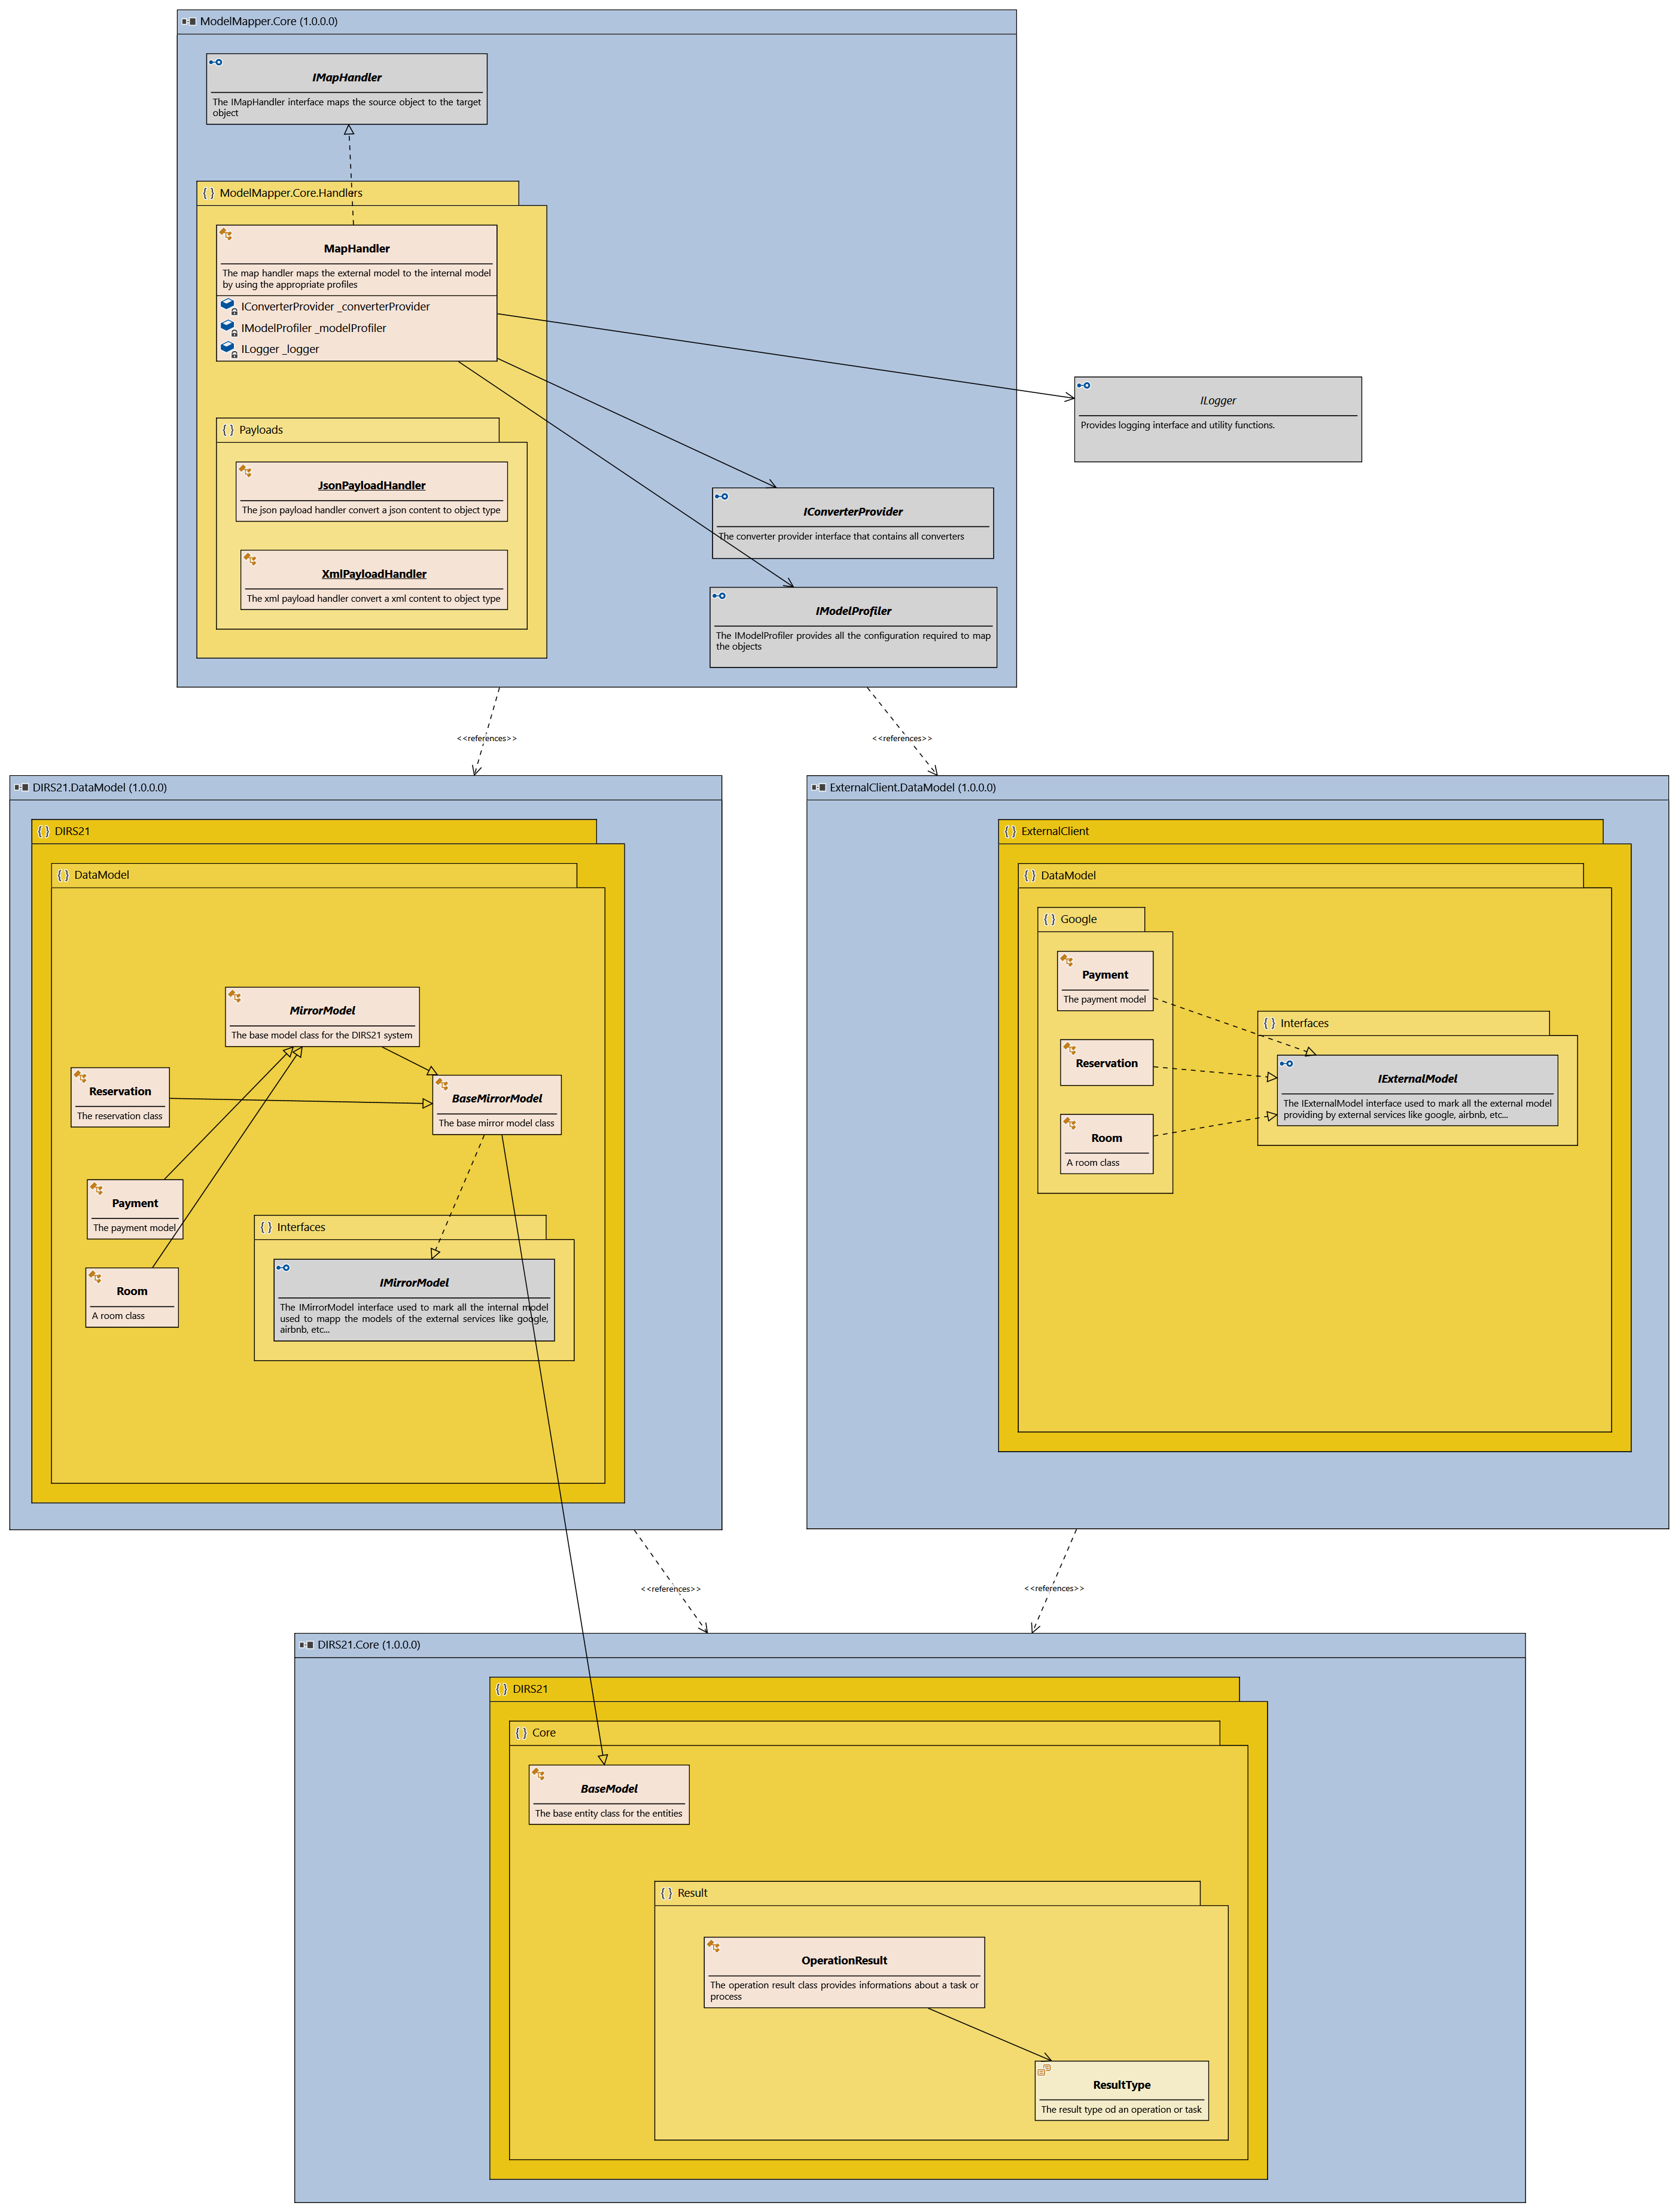 ModelMapper.Core (1.0.0.0)
IMapHandler
The IMapHandler interface maps the source object to the target
object
{ } ModelMapper.Core.Handlers
MapHandler
The map handler maps the external model to the internal model
by using the appropriate profiles
IConverterProvider _converterProvider
IModelProfiler _modelProfiler
ILogger _logger
ILogger
Provides logging interface and utility functions.
{ } Payloads
JsonPayloadHandler
The json payload handler convert a json content to object type
XmlPayloadHandler
The xml payload handler convert a xml content to object type
IConverterProvider
The converter provider interface that contains all converters
IModelProfiler
The IModelProfiler provides all the configuration required to map
the objects
<<references>>
<<references>>
DIRS21.DataModel (1.0.0.0)
{ } DIRS21
{ } DataModel
MirrorModel
The base model class for the DIRS21 system
Reservation
The reservation class
BaseMirrorModel
The base mirror model class
Payment
The payment model
Room
A room class
{ } Interfaces
IMirrorModel
The IMirrorModel interface used to mark all the internal model
used to mapp the models of the external services like google,
airbnb, etc...
ExternalClient.DataModel (1.0.0.0)
{ } ExternalClient
{ } DataModel
{ } Google
Payment
The payment model
Reservation
Room
A room class
{ } Interfaces
IExternalModel
The IExternalModel interface used to mark all the external model
providing by external services like google, airbnb, etc...
<<references>>
<<references>>
DIRS21.Core (1.0.0.0)
{ } DIRS21
{ } Core
BaseModel
The base entity class for the entities
{ } Result
OperationResult
The operation result class provides informations about a task or
process
ResultType
The result type od an operation or task